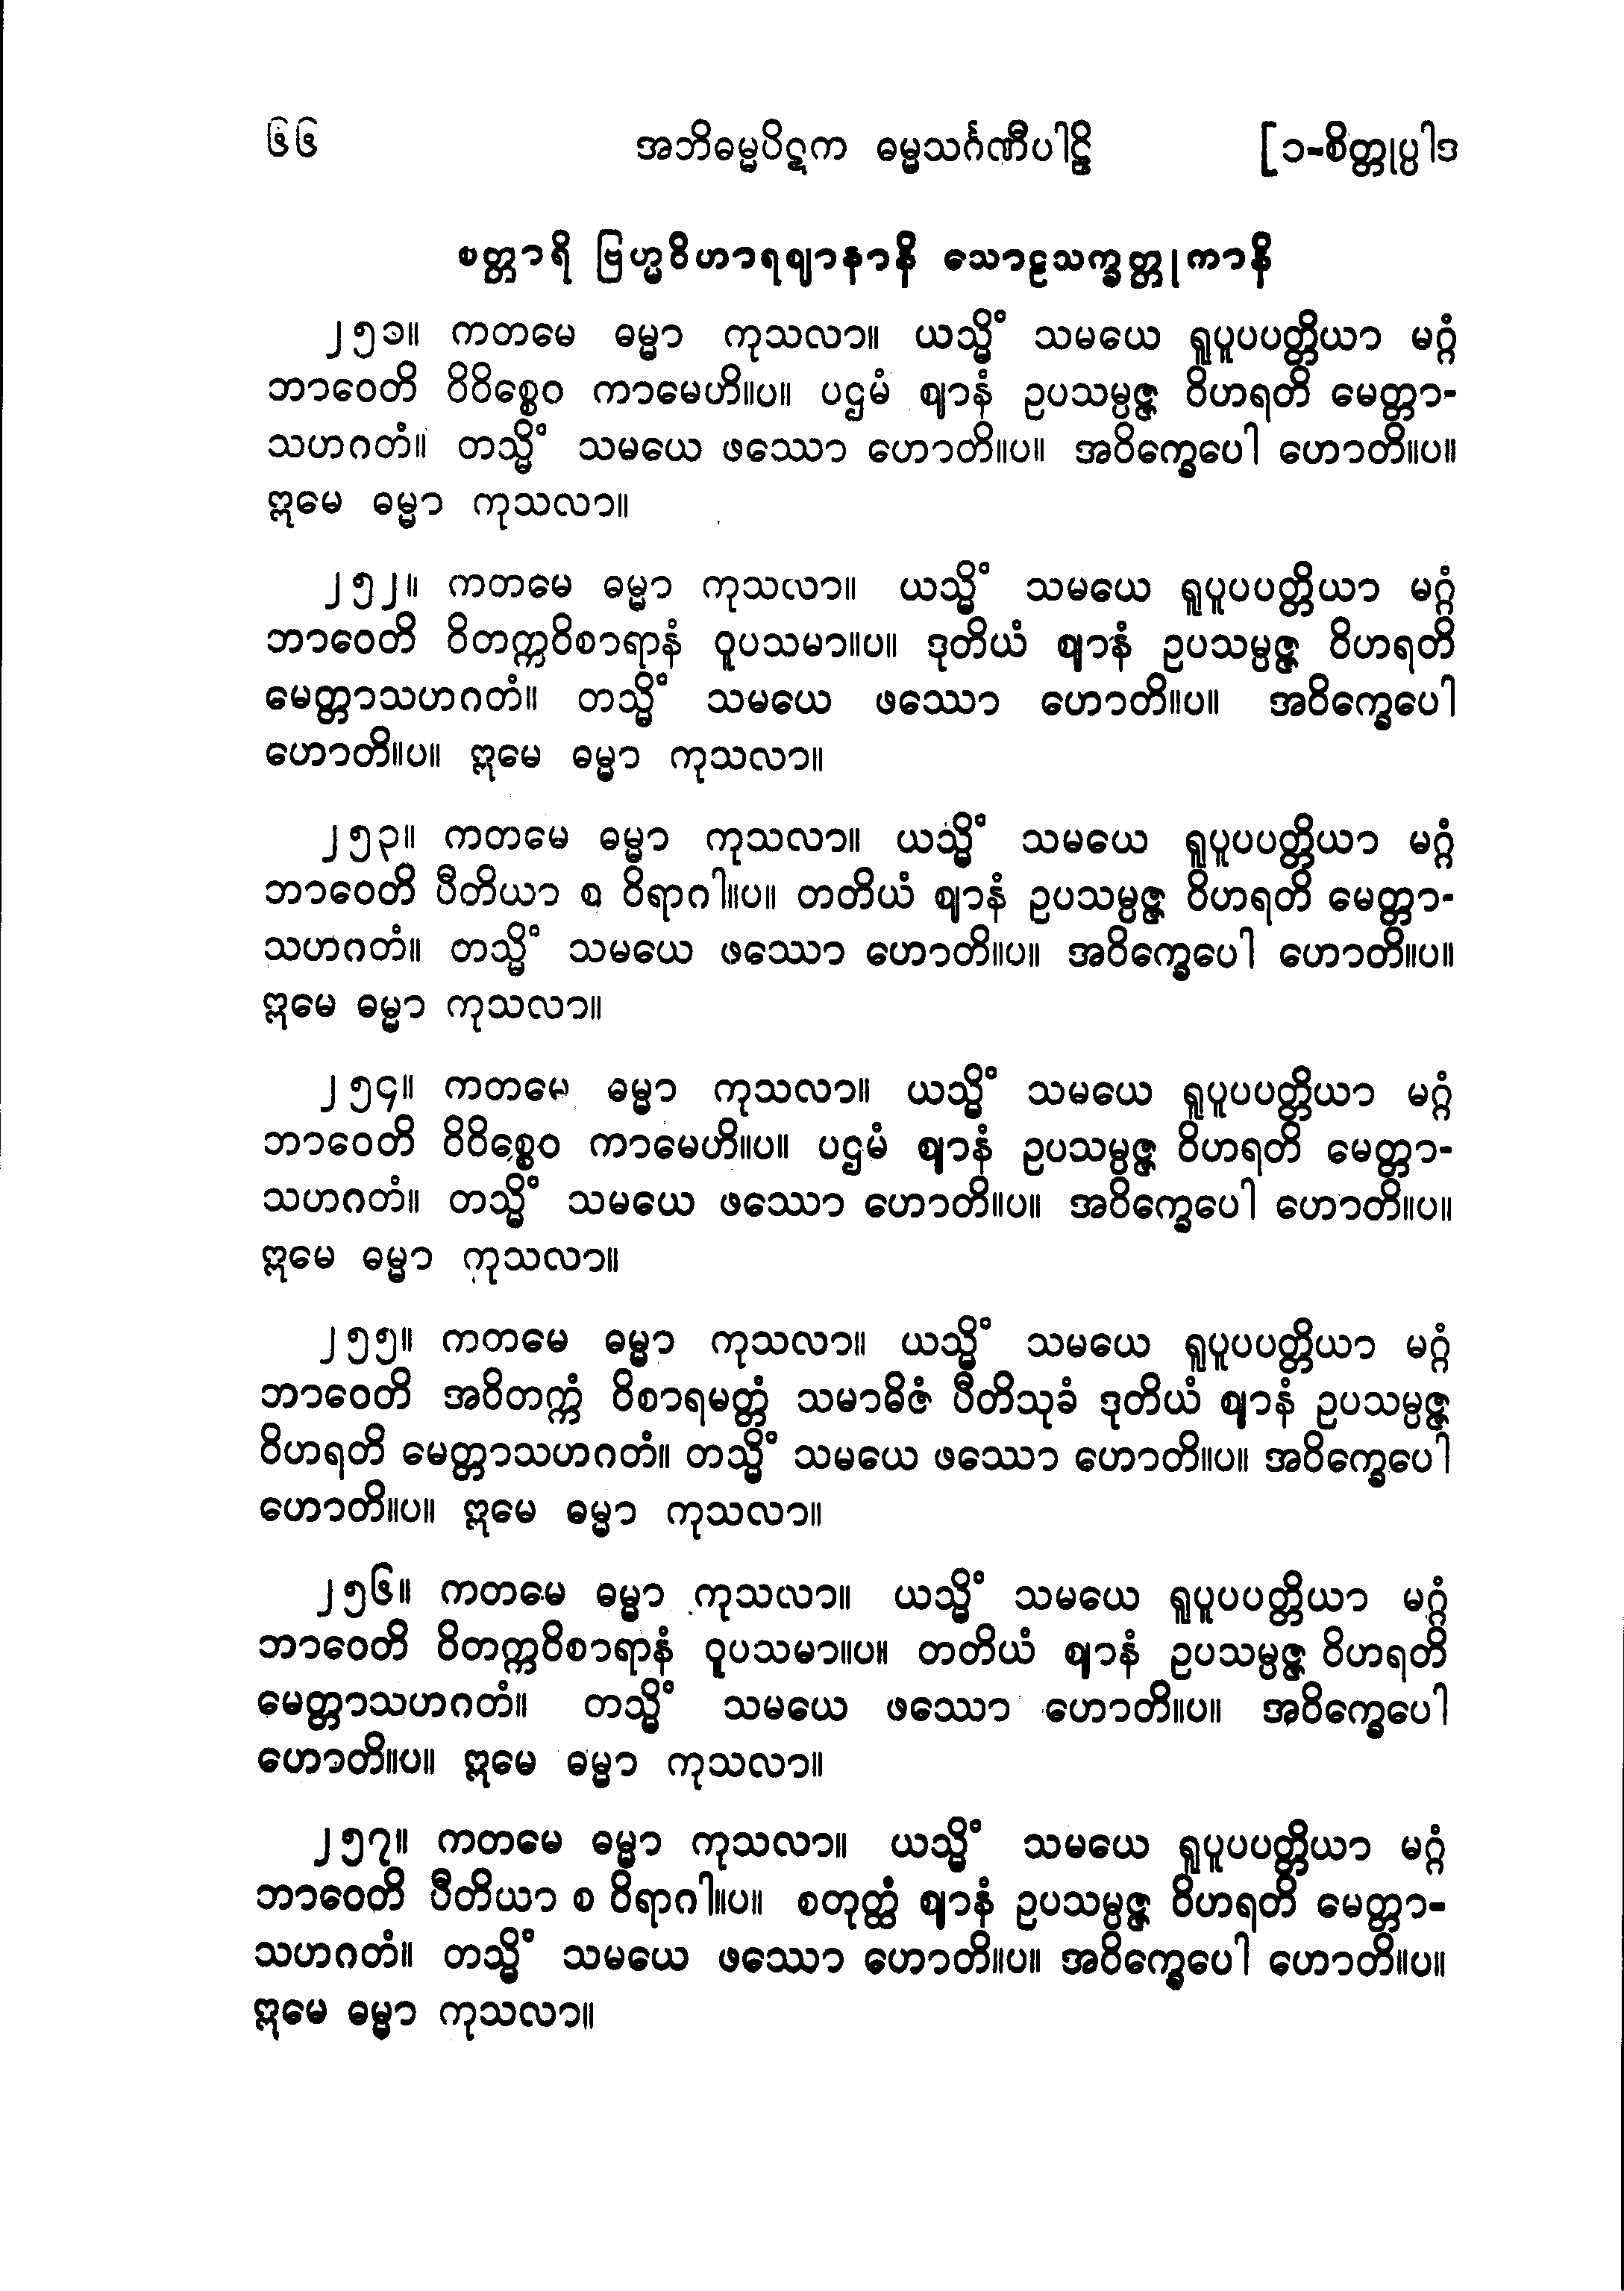 ၆၆ အဘိဓမ္မပိဋက ဓမ္မသင်္ဂဏီပါဠိ [၁-စိတ္တုပ္ပါဒ
စတ္တာရိ ဗြဟ္မဝိဟာရဈာနာနိ သောဠသက္ခတ္တုကာနိ
၂၅၁။ ကတမေ ဓမ္မာ ကုသလာ။ ယသ္မိံ သမယေ ရူပူပပတ္တိယာ မဂ္ဂံ
ဘာဝေတိ ဝိဝိစ္စေဝ ကာမေဟိ။ပ။ ပဌမံ ဈာနံ ဥပသမ္ပဇ္ဇ ဝိဟရတိ မေတ္တာ-
သဟဂတံ။ တသ္မိံ သမယေ ဖဿော ဟောတိ။ပ။ အဝိက္ခေပေါ ဟောတိ။ပ။
ဣမေ ဓမ္မာ ကုသလာ။
၂၅၂။ ကတမေ ဓမ္မာ ကုသလာ။ ယသ္မိံ သမယေ ရူပူပပတ္တိယာ မဂ္ဂံ
ဘာဝေတိ ဝိတက္ကဝိစာရာနံ ဝူပသမာ။ပ။ ဒုတိယံ ဈာနံ ဥပသမ္ပဇ္ဇ ဝိဟရတိ
မေတ္တာသဟဂတံ။ တသ္မိံ သမယေ ဖဿော ဟောတိ။ပ။ အဝိက္ခေပေါ
ဟောတိ။ပ။ ဣမေ ဓမ္မာ ကုသလာ။
၂၅၃။ ကတမေ ဓမ္မာ ကုသလာ။ ယသ္မိံ သမယေ ရူပူပပတ္တိယာ မဂ္ဂံ
ဘာဝေတိ ပီတိယာ စ ဝိရာဂါ။ပ။ တတိယံ ဈာနံ ဥပသမ္ပဇ္ဇ ဝိဟရတိ မေတ္တာ-
သဟဂတံ။ တသ္မိံ သမယေ ဖဿော ဟောတိ။ပ။ အဝိက္ခေပေါ ဟောတိ။ပ။
ဣမေ ဓမ္မာ ကုသလာ။
၂၅၄။ ကတမေ ဓမ္မာ ကုသလာ။ ယသ္မိံ သမယေ ရူပူပပတ္တိယာ မဂ္ဂံ
ဘာဝေတိ ဝိဝိစ္စေဝ ကာမေဟိ။ပ။ ပဌမံ ဈာနံ ဥပသမ္ပဇ္ဇ ဝိဟရတိ မေတ္တာ-
သဟဂတံ။ တသ္မိံ သမယေ ဖဿော ဟောတိ။ပ။ အဝိက္ခေပေါ ဟောတိ။ပ။
ဣမေ ဓမ္မာ ကုသလာ။
၂၅၅။ ကတမေ ဓမ္မာ ကုသလာ။ ယသ္မိံ သမယေ ရူပူပပတ္တိယာ မဂ္ဂံ
ဘာဝေတိ အဝိတက္ကံ ဝိစာရမတ္တံ သမာဓိဇံ ပီတိသုခံ ဒုတိယံ ဈာနံ ဥပသမ္ပဇ္ဇ
ဝိဟရတိ မေတ္တာသဟဂတံ။ တသ္မိံ သမယေ ဖဿော ဟောတိ။ပ။ အဝိက္ခေပေါ
ဟောတိ။ပ။ ဣမေ ဓမ္မာ ကုသလာ။
၂၅၆။ ကတမေ ဓမ္မာ ကုသလာ။ ယသ္မိံ သမယေ ရူပူပပတ္တိယာ မဂ္ဂံ
ဘာဝေတိ ဝိတက္ကဝိစာရာနံ ဝူပသမာ။ပ။ တတိယံ ဈာနံ ဥပသမ္ပဇ္ဇ ဝိဟရတိ
မေတ္တာသဟဂတံ။ တသ္မိံ သမယေ ဖဿော ဟောတိ။ပ။ အဝိက္ခေပေါ
ဟောတိ။ပ။ ဣမေ ဓမ္မာ ကုသလာ။
၂၅၇။ ကတမေ ဓမ္မာ ကုသလာ။ ယသ္မိံ သမယေ ရူပူပပတ္တိယာ မဂ္ဂံ
ဘာဝေတိ ပီတိယာ စ ဝိရာဂါ။ပ။ စတုတ္ထံ ဈာနံ ဥပသမ္ပဇ္ဇ ဝိဟရတိ မေတ္တာ-
သဟဂတံ။ တသ္မိံ သမယေ ဖဿော ဟောတိ။ပ။ အဝိက္ခေပေါ ဟောတိ။ပ။
ဣမေ ဓမ္မာ ကုသလာ။